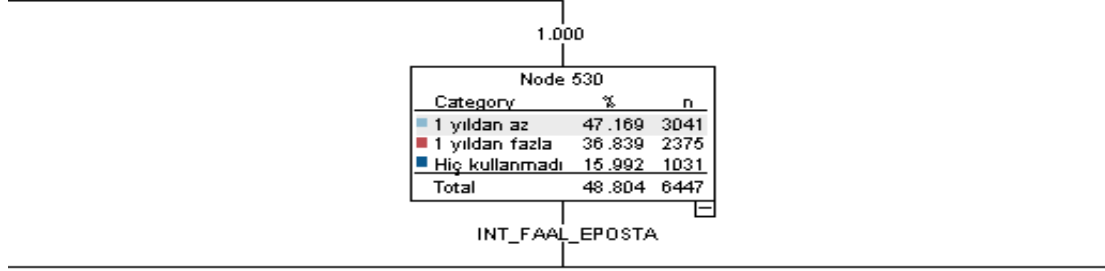 1.000
Node 530
Category % n
1 yıldan az 47.169 3041
1 yıldan fazla 36.839 2375
Hiç kullanmadı 15.992 1031
Total 48.804 6447
INT_FAAL_EPOSTA